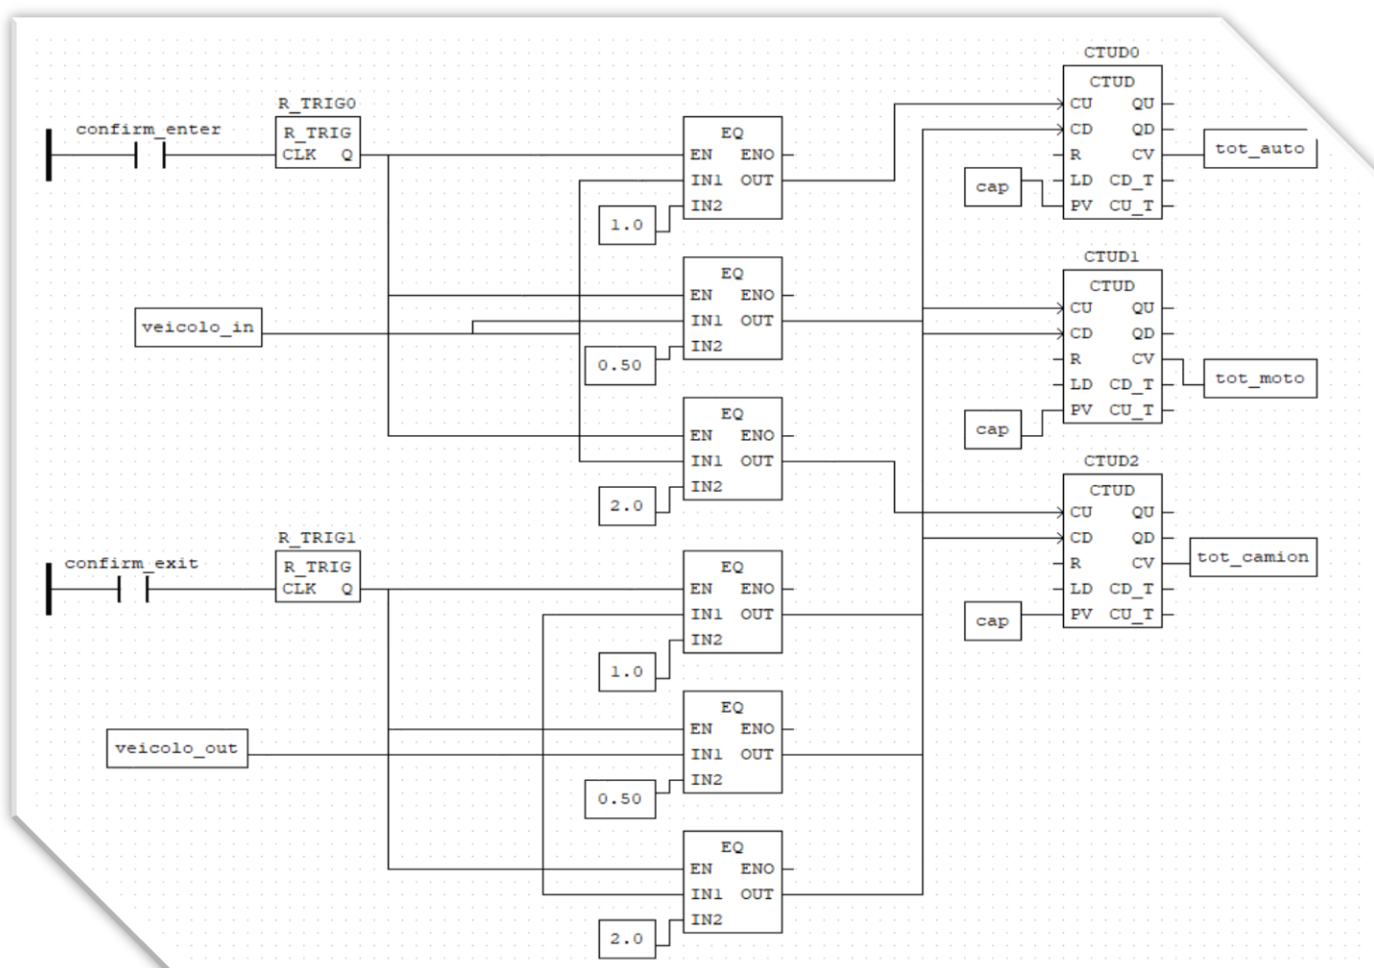 R_TRIG0
confirm_enter
R_TRIG
CLK Q
EQ
EN ENO
IN1 OUT
IN2
1.0
veicolo_in
EQ
EN ENO
IN1 OUT
IN2
0.50
EQ
EN ENO
IN1 OUT
IN2
2.0
CTUD0
CTUD
CU QU
CD QD
R CV
LD CD_T
PV CU_T
cap
tot_auto
CTUD1
CTUD
CU QU
CD QD
R CV
LD CD_T
PV CU_T
cap
tot_moto
CTUD2
CTUD
CU QU
CD QD
R CV
LD CD_T
PV CU_T
cap
tot_camion
R_TRIG1
confirm_exit
R_TRIG
CLK Q
EQ
EN ENO
IN1 OUT
IN2
1.0
veicolo_out
EQ
EN ENO
IN1 OUT
IN2
0.50
EQ
EN ENO
IN1 OUT
IN2
2.0